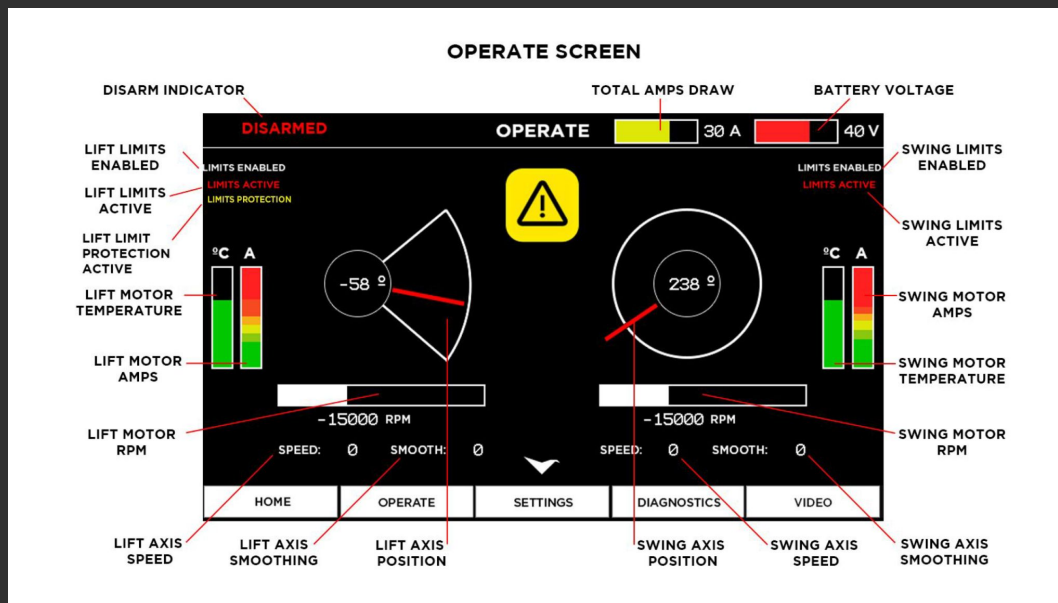 OPERATE SCREEN
DISARM INDICATOR
TOTAL AMPS DRAW
BATTERY VOLTAGE
DISARMED
OPERATE
30 A
40 V
LIFT LIMITS
ENABLED
LIMITS ENABLED
LIMITS ENABLED
SWING LIMITS
ENABLED
LIFT LIMITS
ACTIVE
LIMITS ACTIVE
LIMITS PROTECTION
LIMITS ACTIVE
SWING LIMITS
ACTIVE
LIFT LIMIT
PROTECTION
ACTIVE
ºC A
ºC A
-58 º
238 º
LIFT MOTOR
TEMPERATURE
SWING MOTOR
AMPS
LIFT MOTOR
AMPS
SWING MOTOR
TEMPERATURE
-15000 RPM
-15000 RPM
LIFT MOTOR
RPM
SWING MOTOR
RPM
SPEED: 0 SMOOTH: 0
SPEED: 0 SMOOTH: 0
HOME
OPERATE
SETTINGS
DIAGNOSTICS
VIDEO
LIFT AXIS
SPEED
LIFT AXIS
SMOOTHING
LIFT AXIS
POSITION
SWING AXIS
POSITION
SWING AXIS
SPEED
SWING AXIS
SMOOTHING